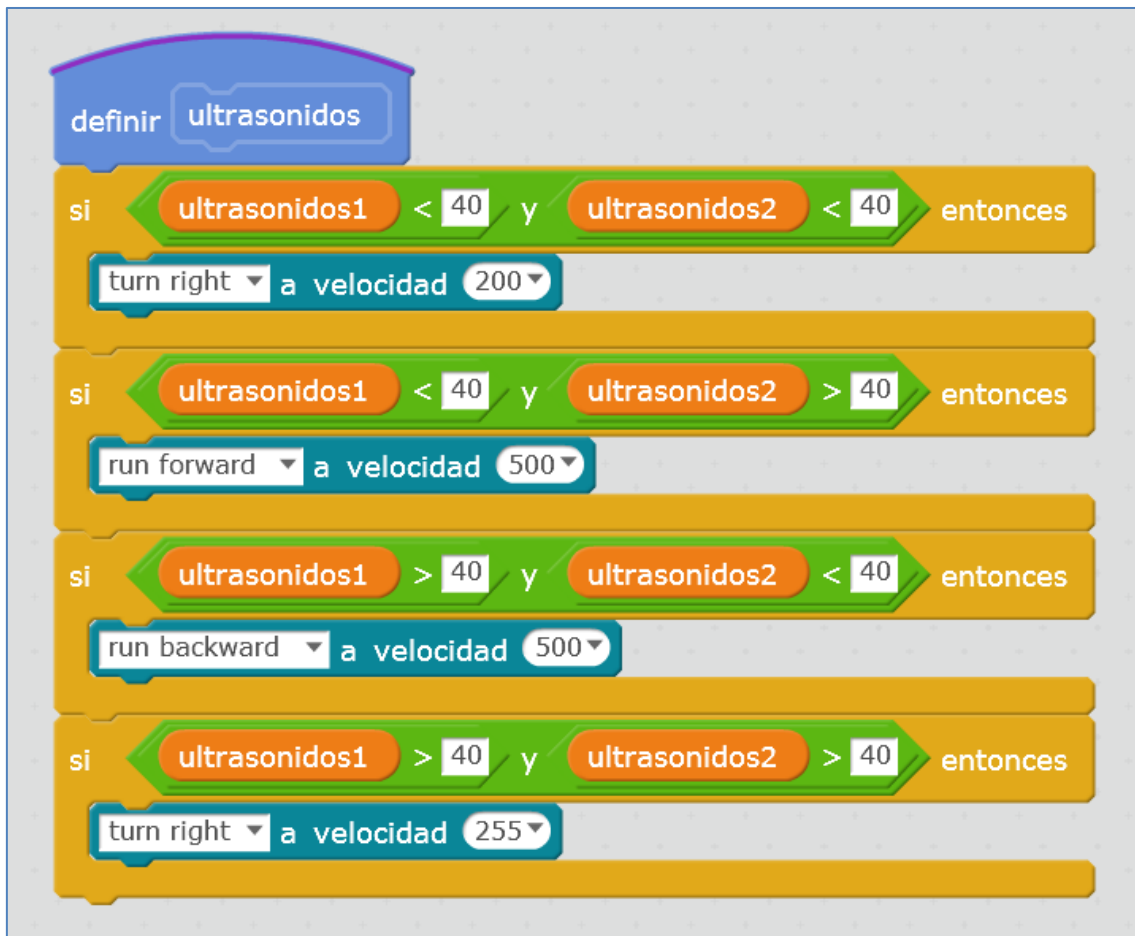 definir ultrasonidos
si ultrasonidos1 < 40 y ultrasonidos2 < 40 entonces
turn right a velocidad 200
si ultrasonidos1 < 40 y ultrasonidos2 > 40 entonces
run forward a velocidad 500
si ultrasonidos1 > 40 y ultrasonidos2 < 40 entonces
run backward a velocidad 500
si ultrasonidos1 > 40 y ultrasonidos2 > 40 entonces
turn right a velocidad 255